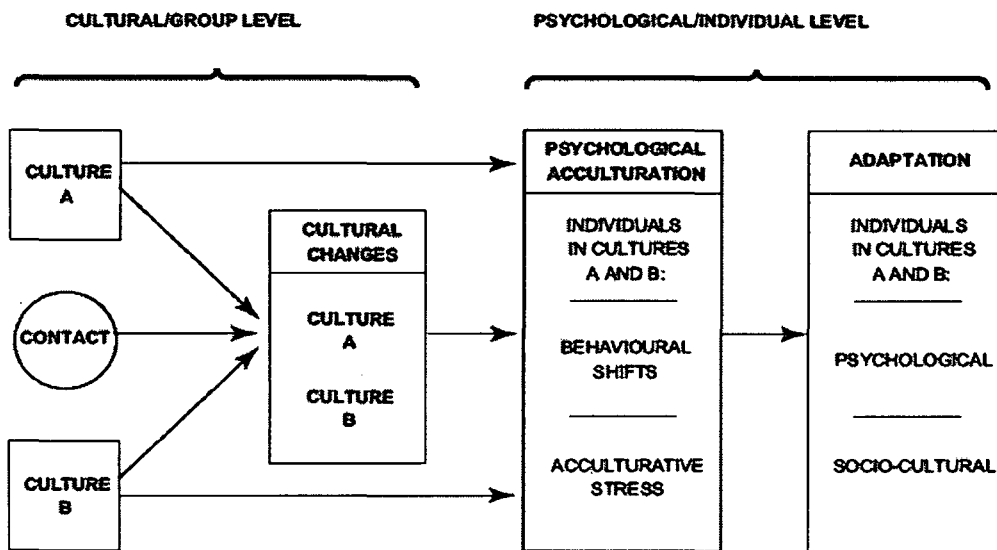 CULTURAL/GROUP LEVEL
PSYCHOLOGICAL/INDIVIDUAL LEVEL
CULTURE
A
CONTACT
CULTURE
B
CULTURAL
CHANGES
CULTURE
A
CULTURE
B
PSYCHOLOGICAL
ACCULTURATION
INDIVIDUALS
IN CULTURES
A AND B:
BEHAVIOURAL
SHIFTS
ACCULTURATIVE
STRESS
ADAPTATION
INDIVIDUALS
IN CULTURES
A AND B:
PSYCHOLOGICAL
SOCIO-CULTURAL